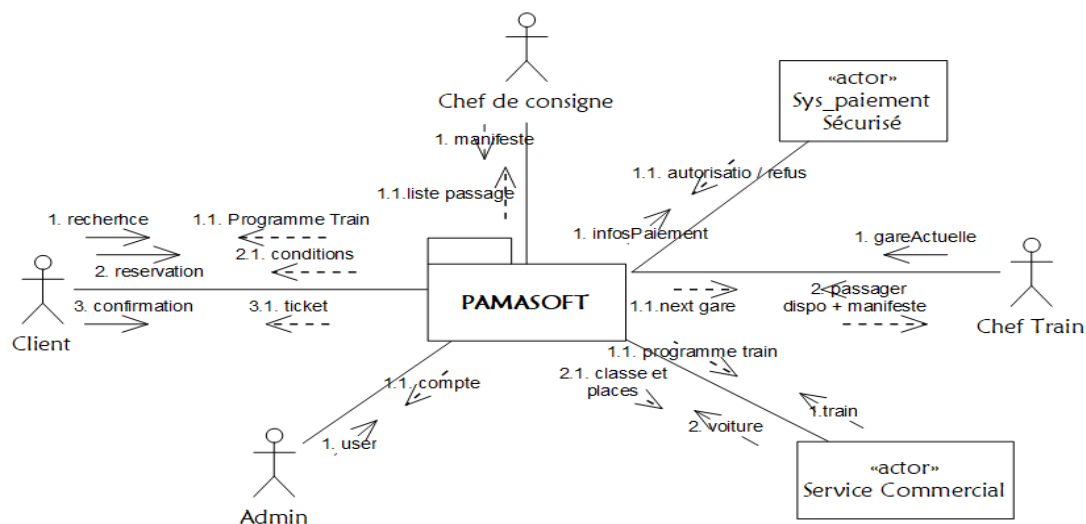 Chef de consigne
«actor»
Sys_paiement
Sécurisé
1. manifeste
1.1.liste passage
1.1. autorisatio / refus
1. infosPaiement
1. recherhce
1.1. Programme Train
2. reservation
2.1. conditions
3. confirmation
3.1. ticket
Client
PAMASOFT
1. gareActuelle
1.1.next gare
2. passager
dispo + manifeste
Chef Train
1.1. compte
1. user
Admin
1.1. programme train
2.1. classe et
places
1.train
2. voiture
«actor»
Service Commercial